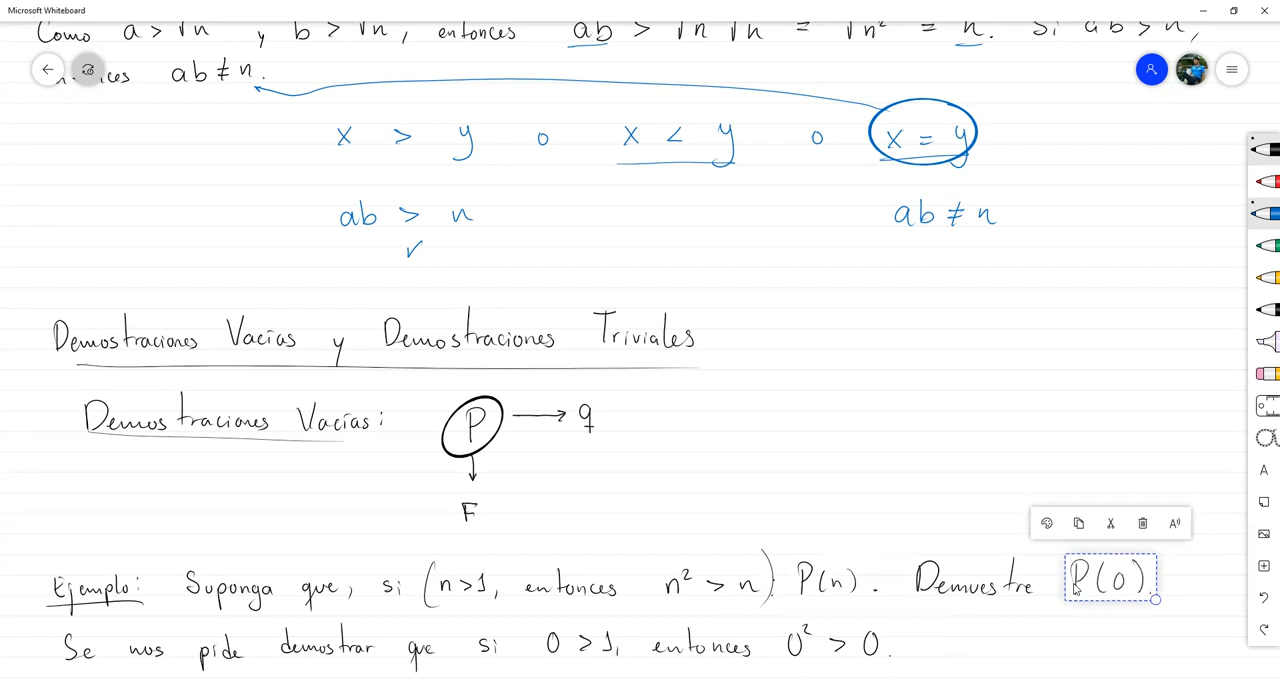 Microsoft Whiteboard
Como a > √n y b > √n, entonces ab > √n √n = √n² = n. Si ab > n,
ab ≠ n.
x > y o x < y o x = y
ab > n ab ≠ n
✓
Demostraciones Vacías y Demostraciones Triviales
Demostraciones Vacías: P → q
↓
F
Ejemplo: Suponga que, si (n>1, entonces n² > n): P(n). Demuestre P(0).
Se nos pide demostrar que si 0 > 1, entonces 0² > 0.